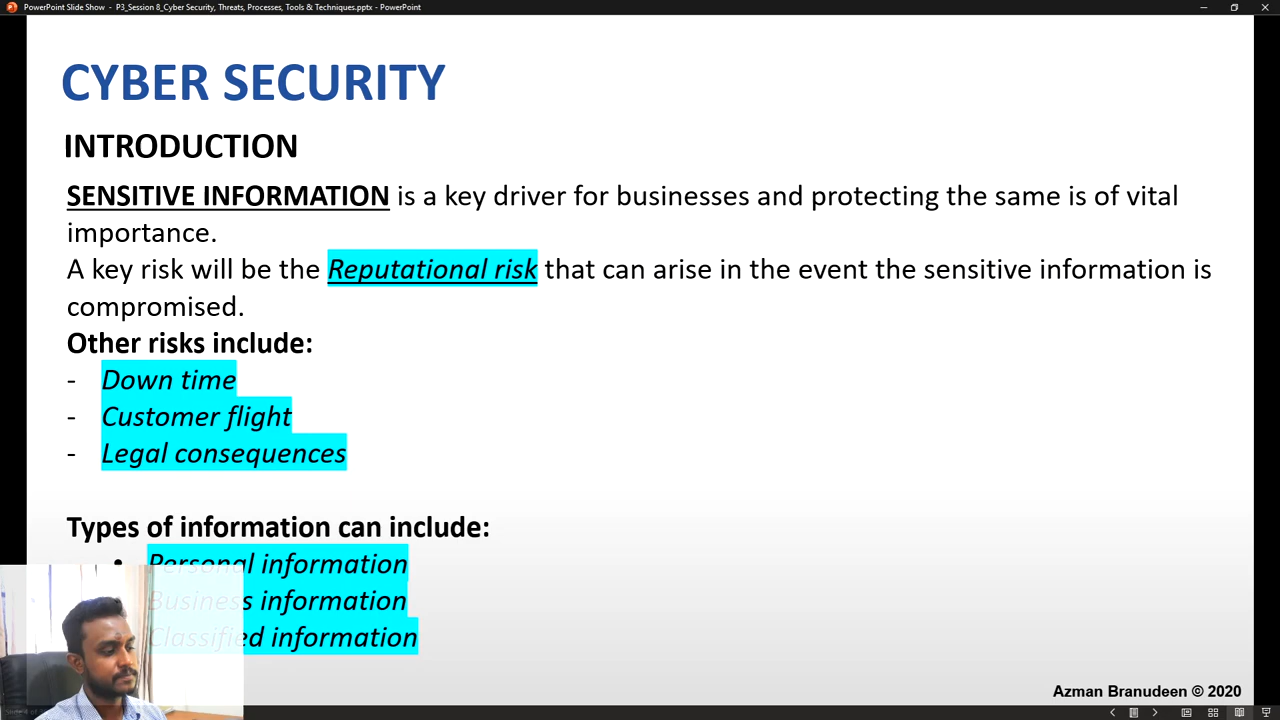 PowerPoint Slide Show - P3_Session 8_Cyber Security, Threats, Processes, Tools & Techniques.pptx - PowerPoint
CYBER SECURITY
INTRODUCTION
SENSITIVE INFORMATION is a key driver for businesses and protecting the same is of vital
importance.
A key risk will be the Reputational risk that can arise in the event the sensitive information is
compromised.
Other risks include:
- Down time
- Customer flight
- Legal consequences
Types of information can include:
• Personal information
Business information
Classified information
Azman Branudeen © 2020